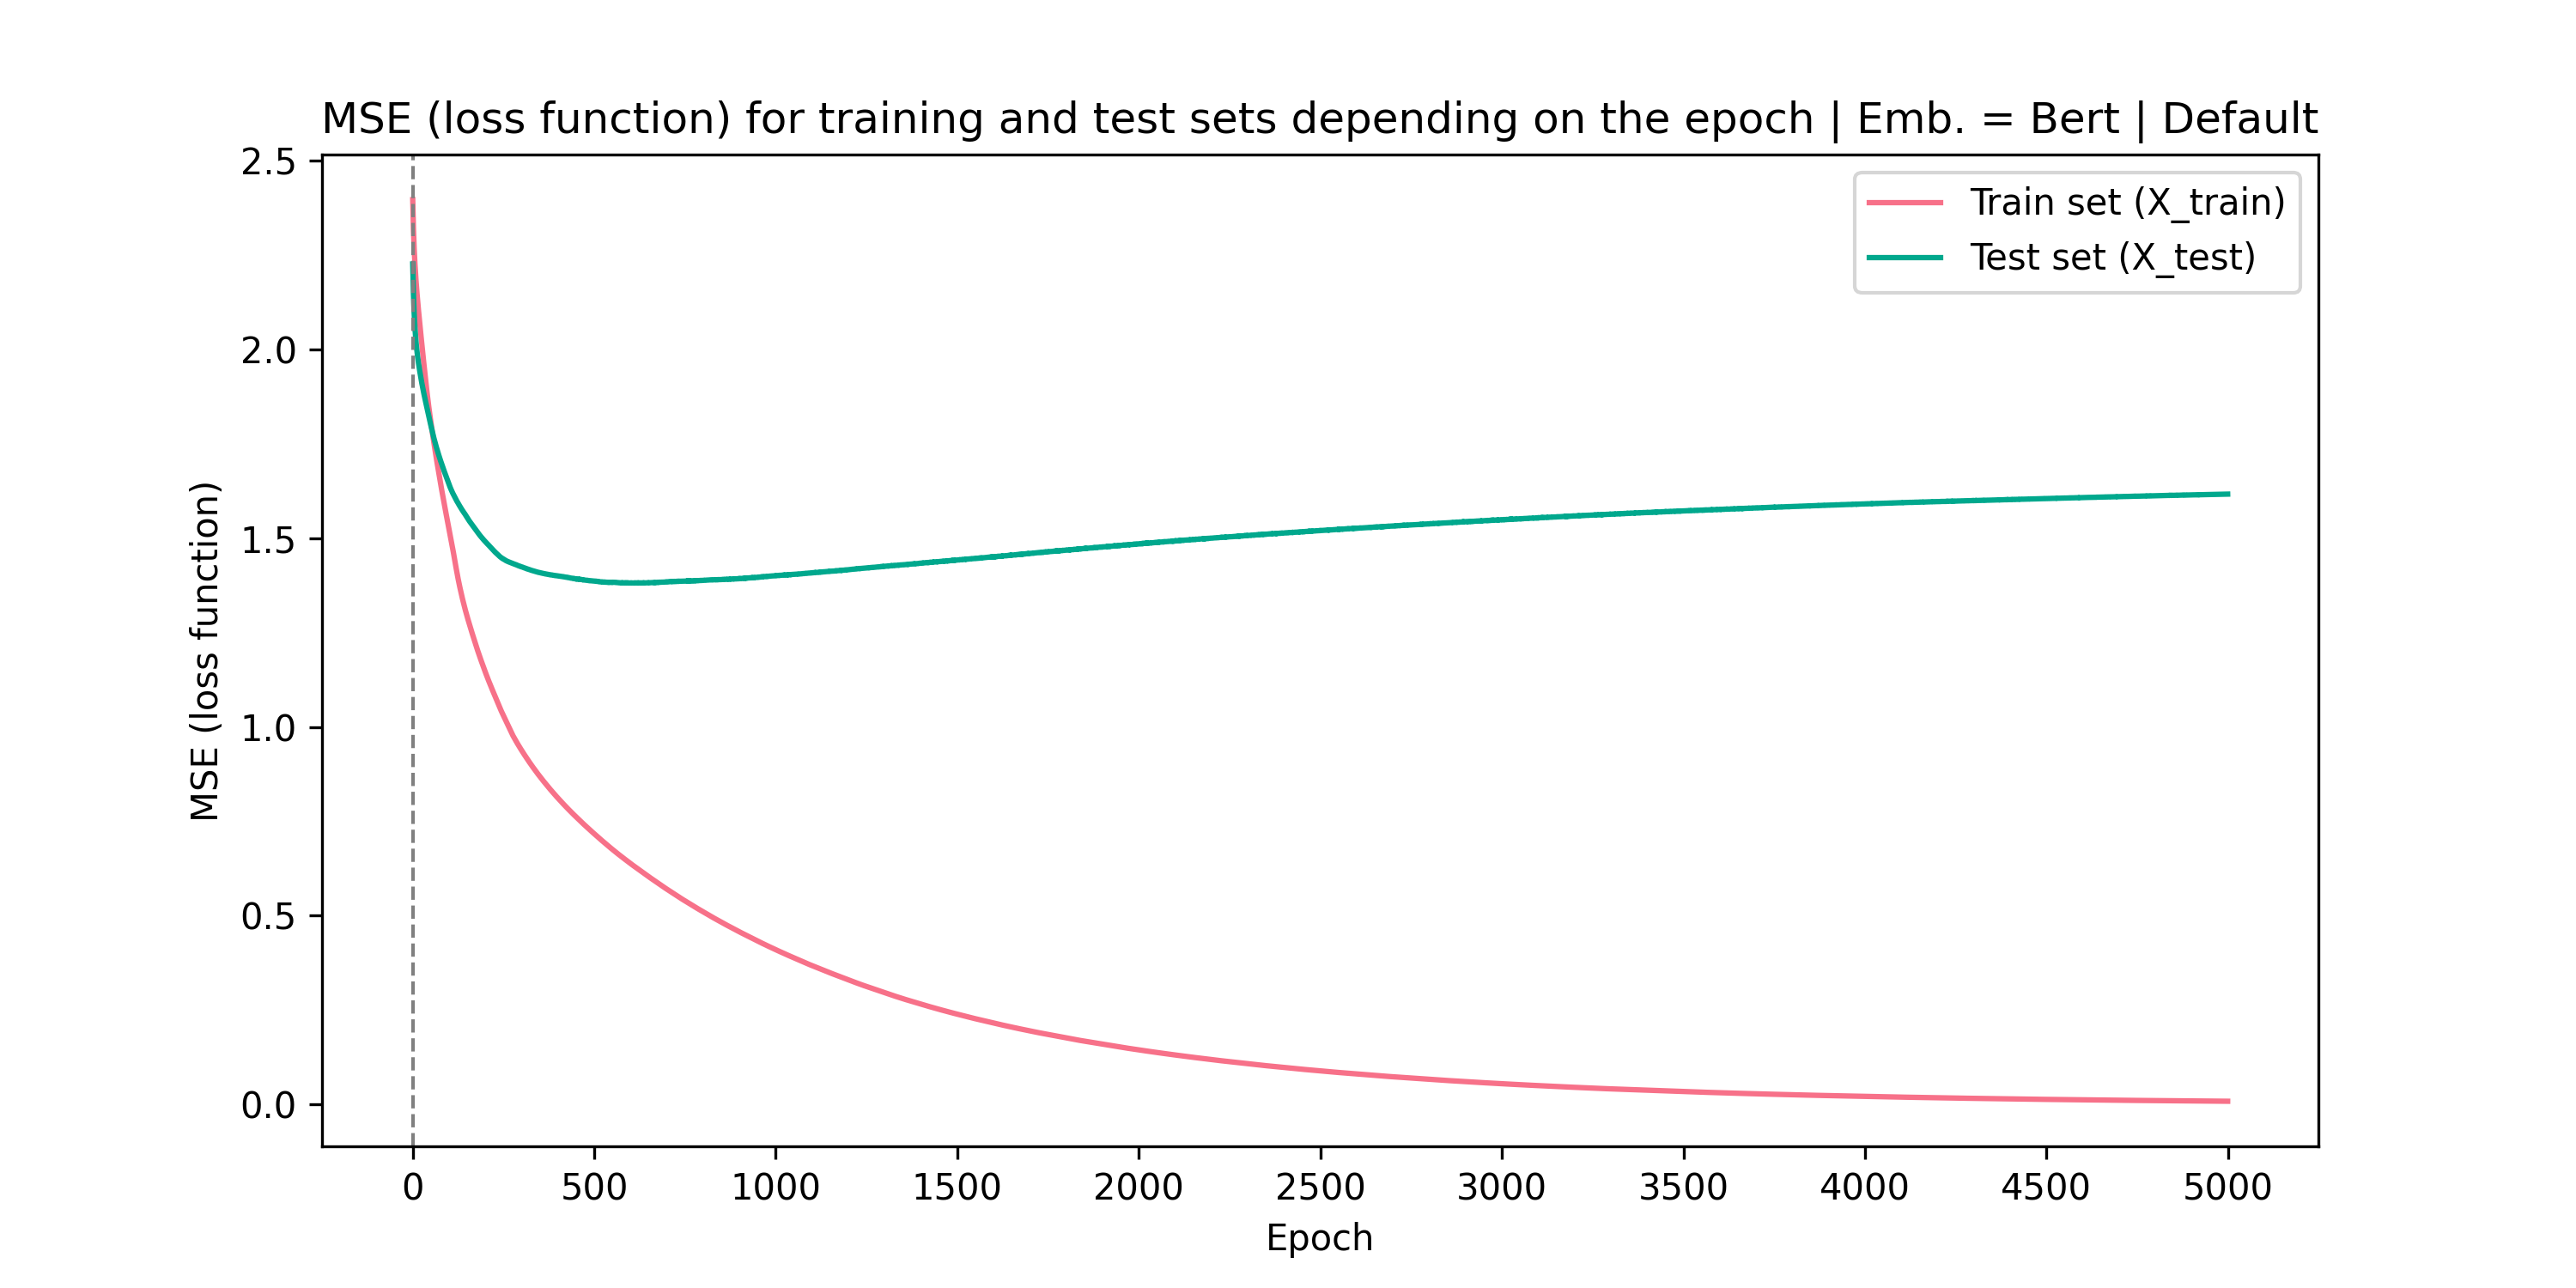 MSE (loss function) for training and test sets depending on the epoch | Emb. = Bert | Default
Train set (X_train)
Test set (X_test)
MSE (loss function)
2.5
2.0
1.5
1.0
0.5
0.0
0 500 1000 1500 2000 2500 3000 3500 4000 4500 5000
Epoch